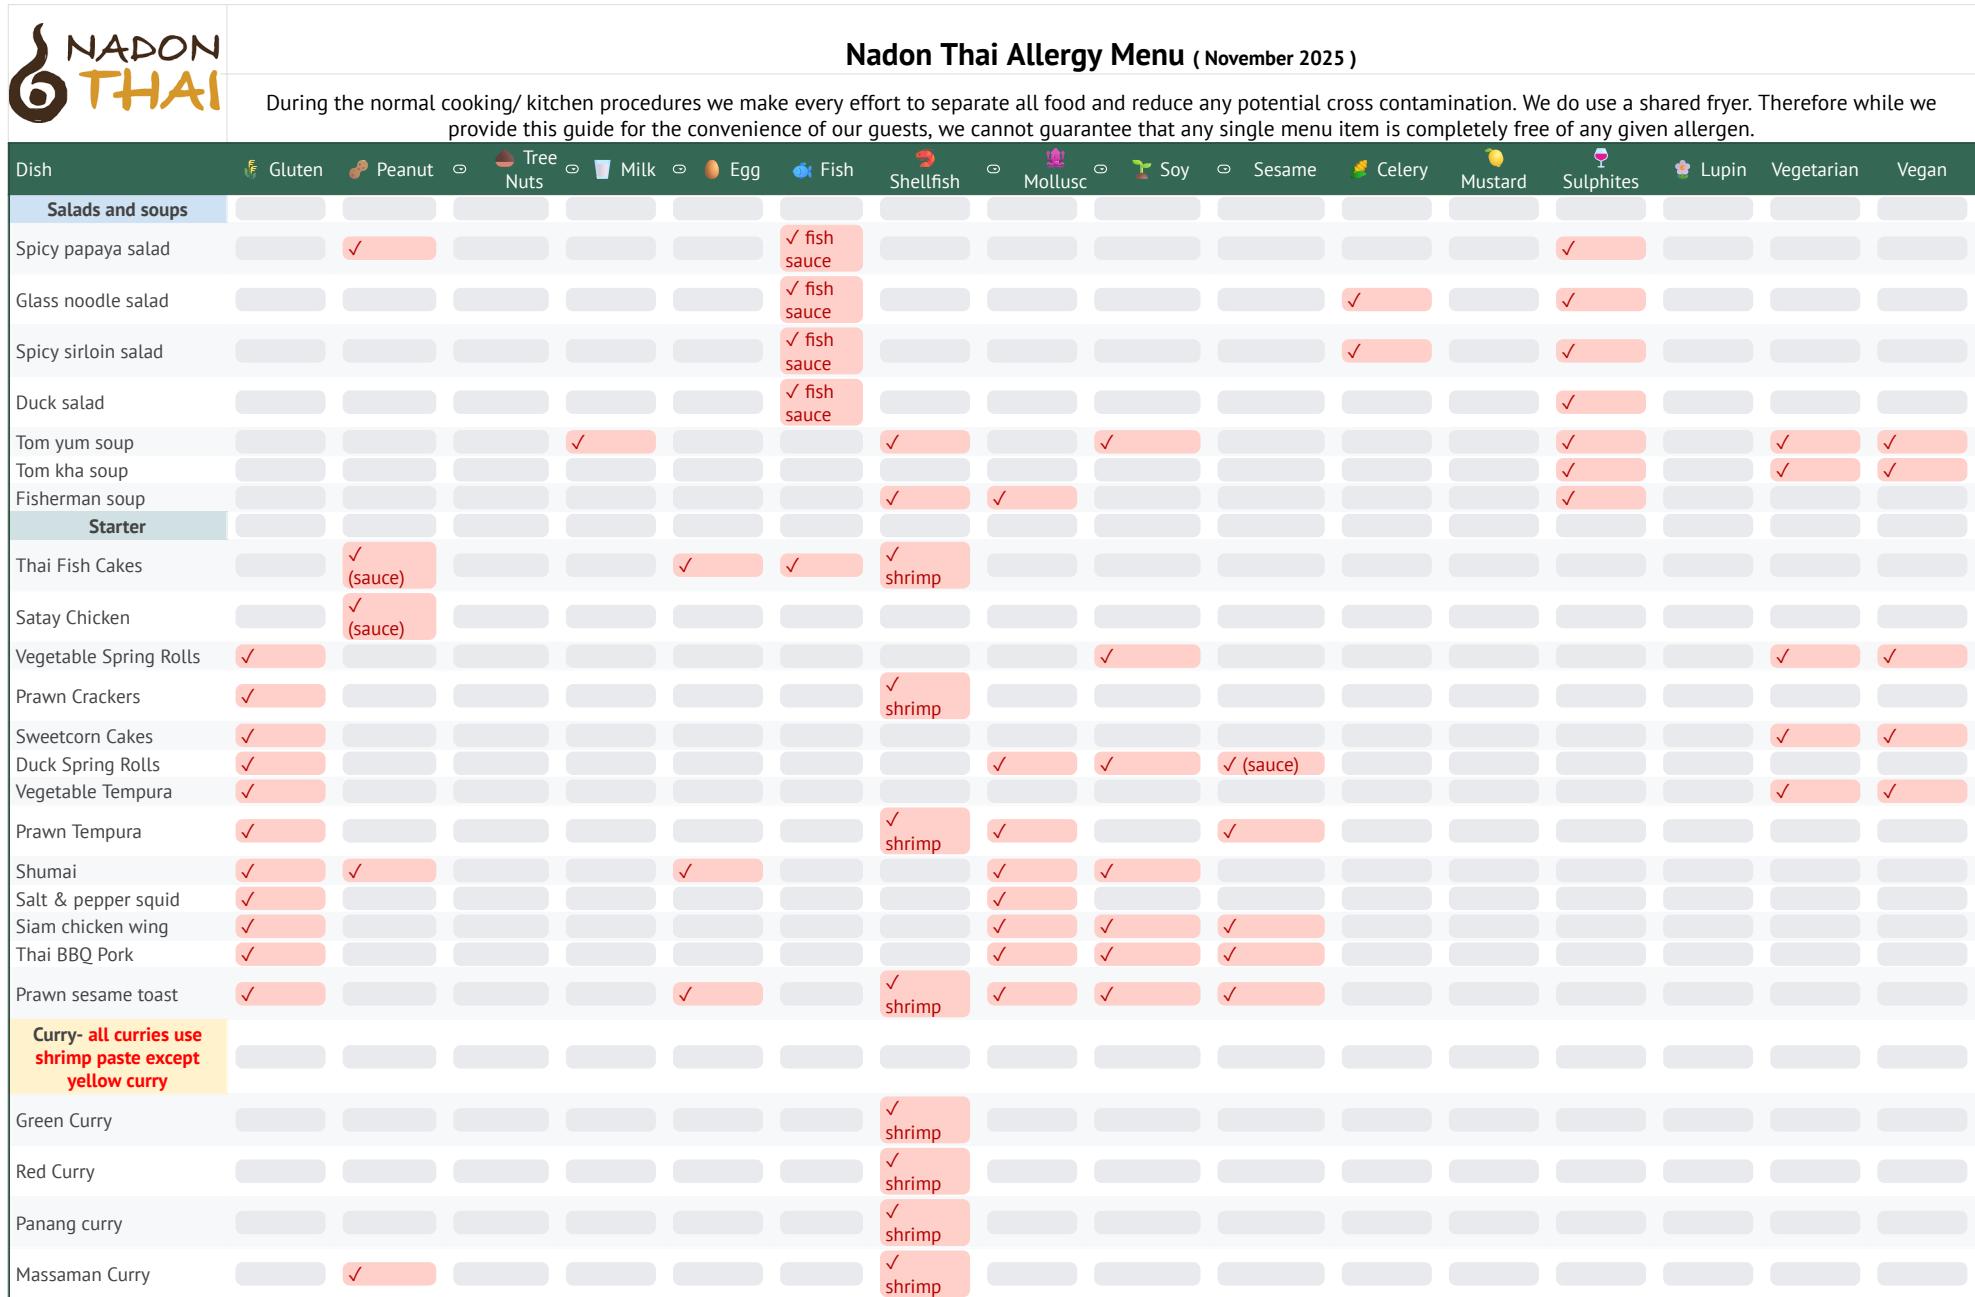 NADON
THAI
Nadon Thai Allergy Menu ( November 2025 )
During the normal cooking/ kitchen procedures we make every effort to separate all food and reduce any potential cross contamination. We do use a shared fryer. Therefore while we
provide this guide for the convenience of our guests, we cannot guarantee that any single menu item is completely free of any given allergen.
Dish Gluten Peanut Tree Nuts Milk Egg Fish Shellfish Mollusc Soy Sesame Celery Mustard Sulphites Lupin Vegetarian Vegan
Salads and soups
Spicy papaya salad ✓ ✓ fish sauce ✓
Glass noodle salad ✓ fish sauce ✓ ✓
Spicy sirloin salad ✓ fish sauce ✓ ✓
Duck salad ✓ fish sauce ✓
Tom yum soup ✓ ✓ ✓ ✓ ✓ ✓
Tom kha soup ✓ ✓ ✓
Fisherman soup ✓ ✓ ✓
Starter
Thai Fish Cakes ✓ (sauce) ✓ ✓ ✓ shrimp
Satay Chicken ✓ (sauce)
Vegetable Spring Rolls ✓ ✓ ✓ ✓
Prawn Crackers ✓ ✓ shrimp
Sweetcorn Cakes ✓ ✓ ✓
Duck Spring Rolls ✓ ✓ ✓ ✓ (sauce)
Vegetable Tempura ✓ ✓ ✓
Prawn Tempura ✓ ✓ shrimp ✓ ✓
Shumai ✓ ✓ ✓ ✓ ✓
Salt & pepper squid ✓ ✓
Siam chicken wing ✓ ✓ ✓ ✓
Thai BBQ Pork ✓ ✓ ✓ ✓
Prawn sesame toast ✓ ✓ ✓ shrimp ✓ ✓ ✓
Curry- all curries use
shrimp paste except
yellow curry
Green Curry ✓ shrimp
Red Curry ✓ shrimp
Panang curry ✓ shrimp
Massaman Curry ✓ ✓ shrimp